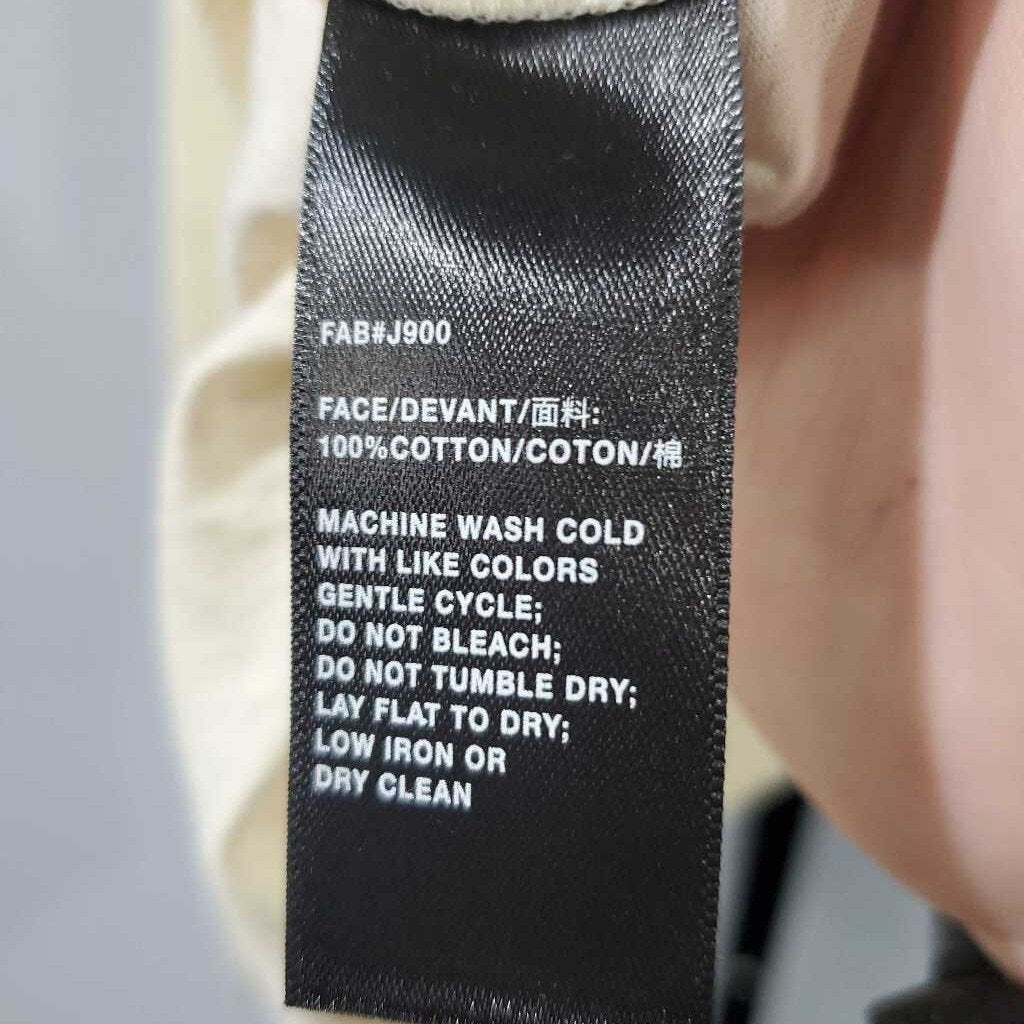 FAB#J900
FACE/DEVANT/面料:
100%COTTON/COTON/棉
MACHINE WASH COLD
WITH LIKE COLORS
GENTLE CYCLE;
DO NOT BLEACH;
DO NOT TUMBLE DRY;
LAY FLAT TO DRY;
LOW IRON OR
DRY CLEAN